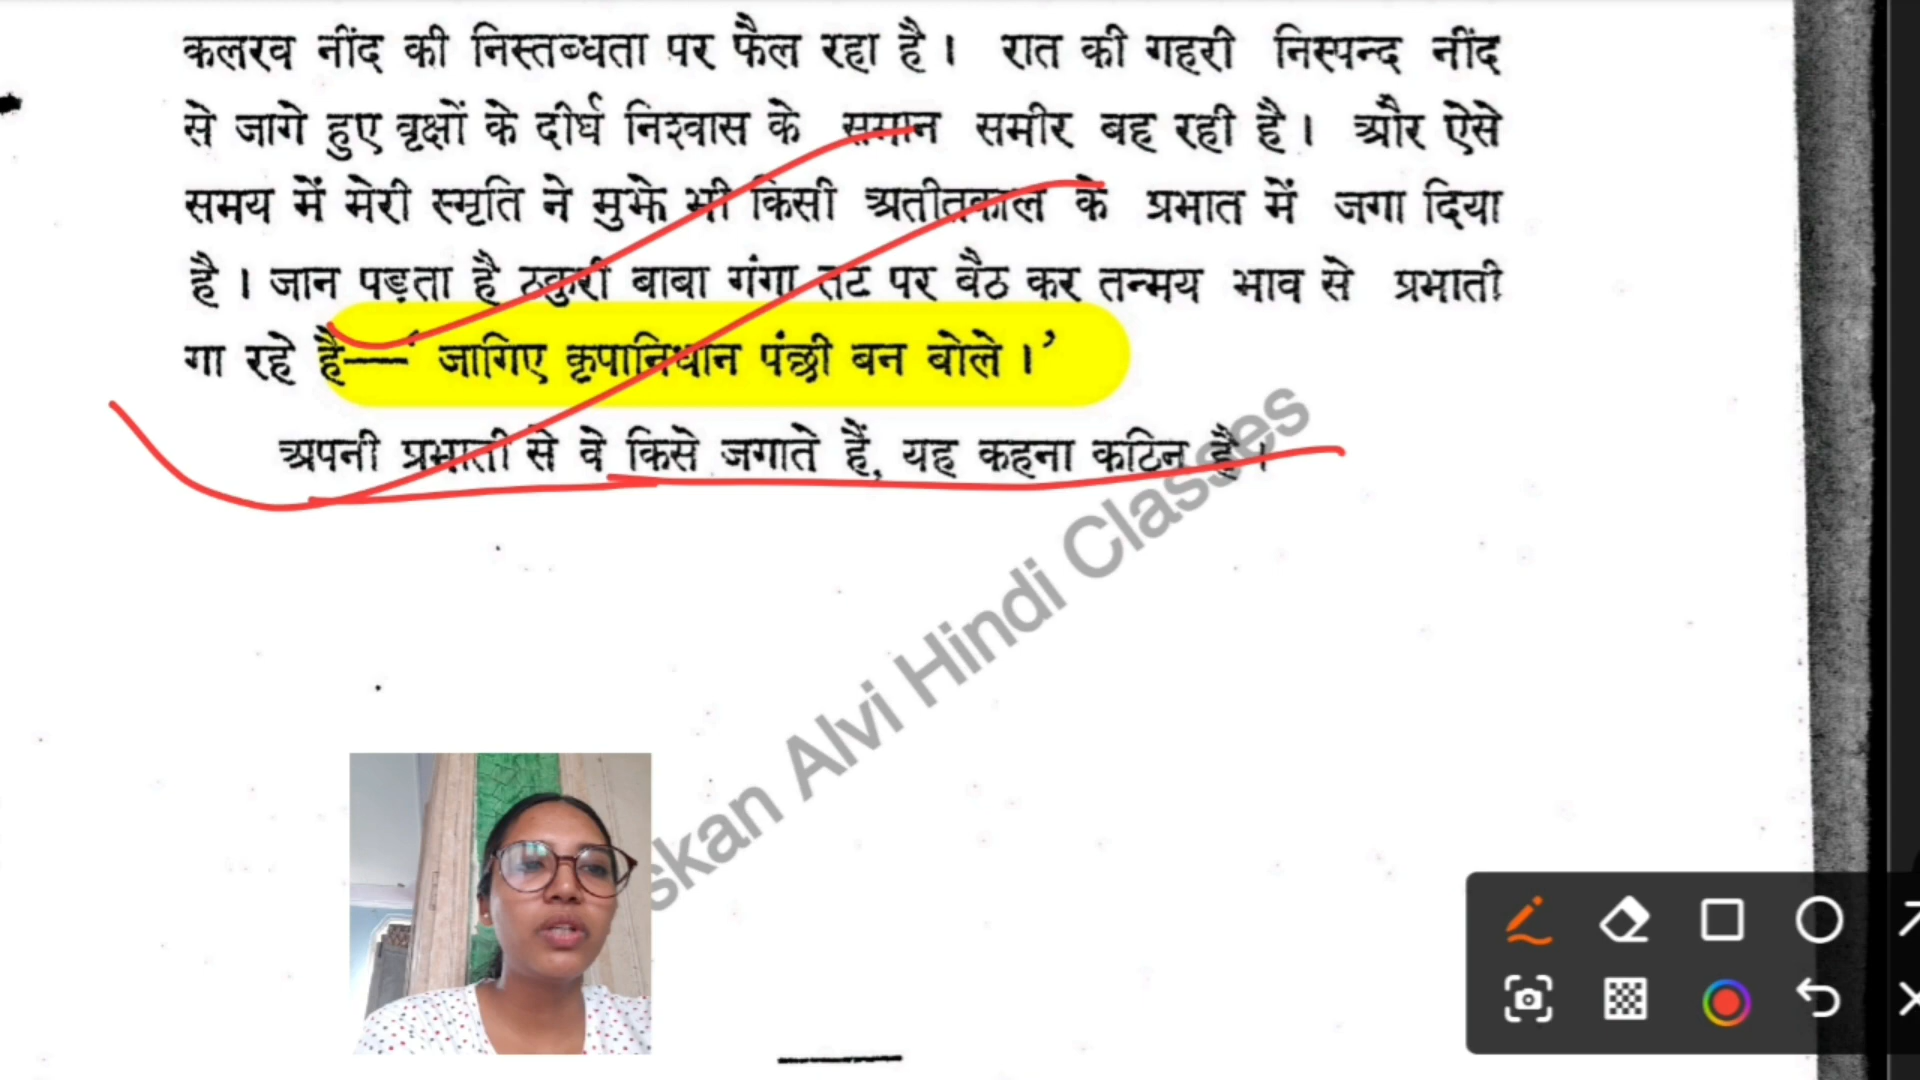 कलरव नींद की निस्तब्धता पर फैल रहा है। रात की गहरी निस्पन्द नींद
से जागे हुए वृक्षों के दीर्घ निश्वास के समान समीर बह रही है। और ऐसे
समय में मेरी स्मृति ने मुझे भी किसी अतीतकाल के प्रभात में जगा दिया
है। जान पड़ता है ठकुरी बाबा गंगा तट पर बैठ कर तन्मय भाव से प्रभाती
गा रहे हैं—‘ जागिए कृपानिधान पंछी बन बोले।’
अपनी प्रभाती से वे किसे जगाते हैं, यह कहना कठिन है।
skan Alvi Hindi Classes